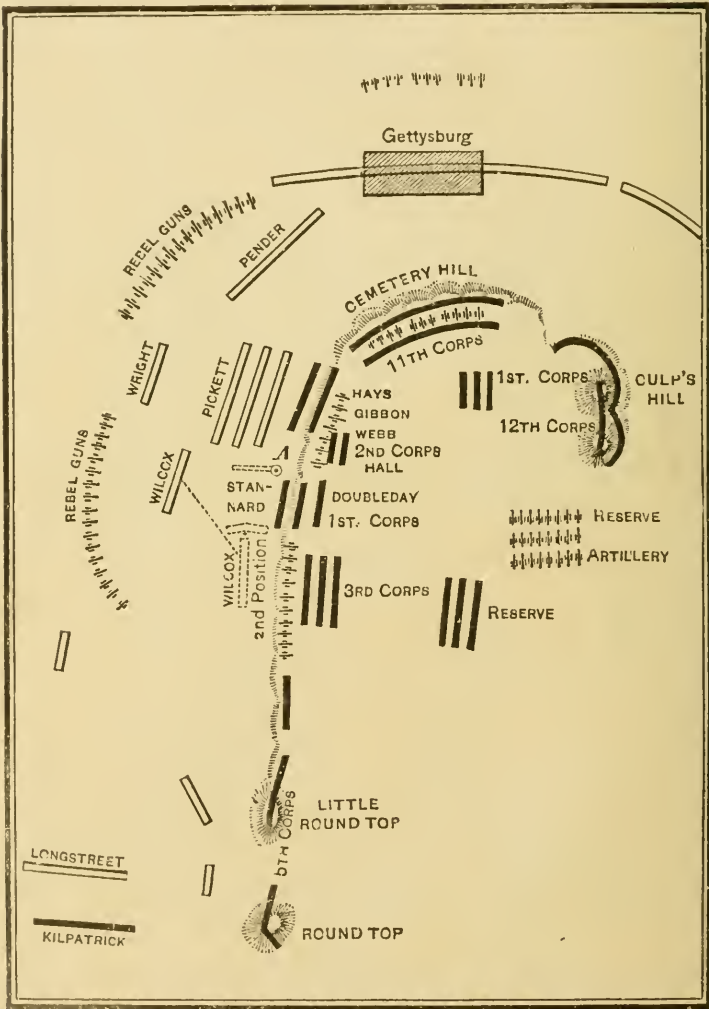 Gettysburg
REBEL GUNS
PENDER
CEMETERY HILL
11TH CORPS
WRIGHT
PICKETT
HAYS
GIBBON
WEBB
2ND CORPS
HALL
1ST. CORPS
CULP'S
HILL
12TH CORPS
REBEL GUNS
WILCOX
STAN-
NARD
DOUBLEDAY
1ST. CORPS
RESERVE
ARTILLERY
WILCOX
2nd Position
3RD CORPS
RESERVE
LITTLE
ROUND TOP
CORPS
LONGSTREET
KILPATRICK
ROUND TOP